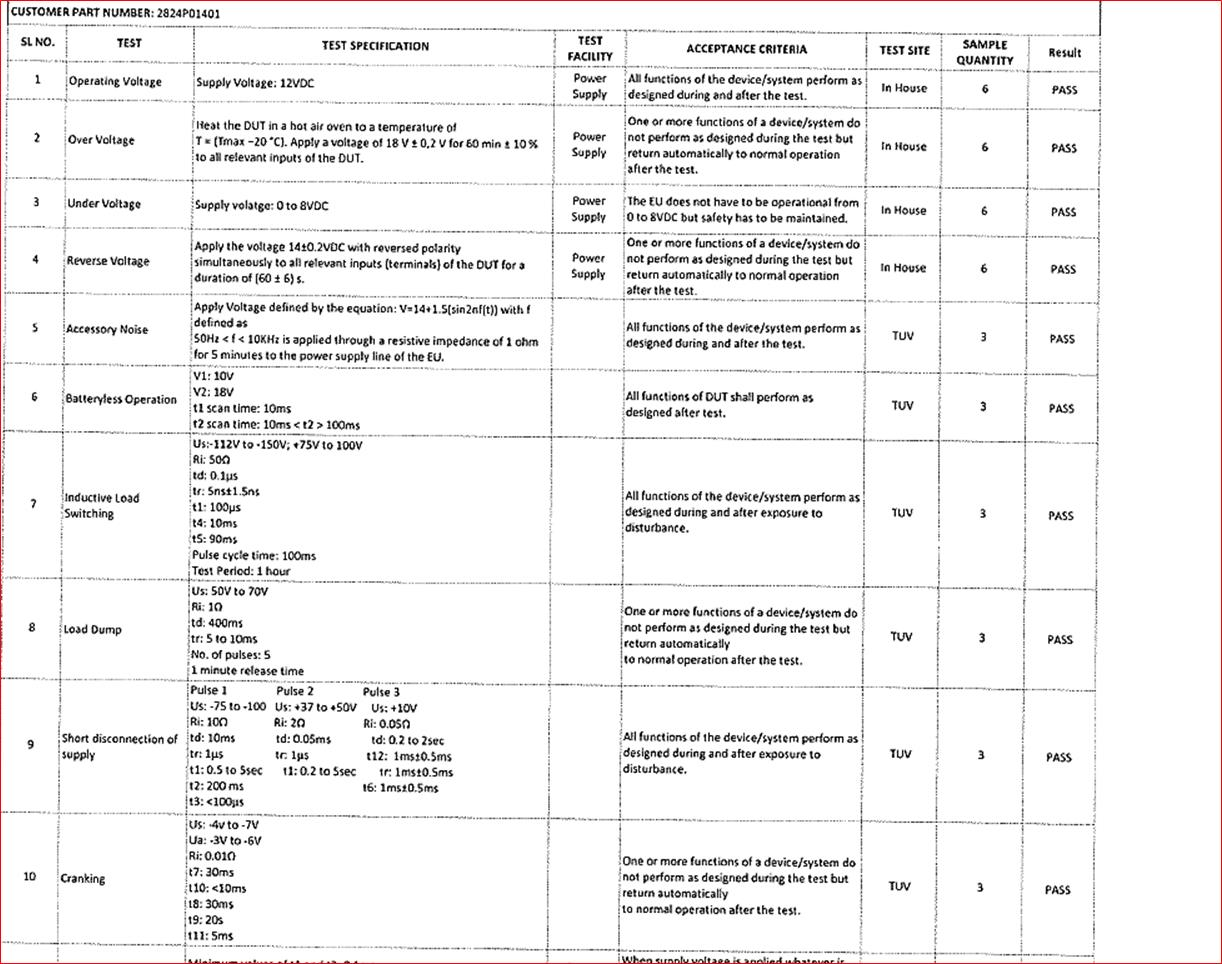 CUSTOMER PART NUMBER: 2824P01401
SL NO. TEST TEST SPECIFICATION TEST FACILITY ACCEPTANCE CRITERIA TEST SITE SAMPLE QUANTITY Result
1 Operating Voltage Supply Voltage: 12VDC Power Supply All functions of the device/system perform as
designed during and after the test. In House 6 PASS
2 Over Voltage Heat the DUT in a hot air oven to a temperature of
T = (Tmax −20 °C). Apply a voltage of 18 V ± 0,2 V for 60 min ± 10 %
to all relevant inputs of the DUT.
Power Supply
One or more functions of a device/system do
not perform as designed during the test but
return automatically to normal operation
after the test.
In House 6 PASS
3 Under Voltage Supply volatge: 0 to 8VDC Power Supply
The EU does not have to be operational from
0 to 8VDC but safety has to be maintained.
In House 6 PASS
4 Reverse Voltage
Apply the voltage 14±0.2VDC with reversed polarity
simultaneously to all relevant inputs (terminals) of the DUT for a
duration of (60 ± 6) s.
Power Supply
One or more functions of a device/system do
not perform as designed during the test but
return automatically to normal operation
after the test.
In House 6 PASS
5 Accessory Noise
Apply Voltage defined by the equation: V=14+1.5(sin2nf(t)) with f
defined as
50Hz < f < 10KHz is applied through a resistive impedance of 1 ohm
for 5 minutes to the power supply line of the EU.
All functions of the device/system perform as
designed during and after the test.
TUV 3 PASS
6 Batteryless Operation
V1: 10V
V2: 18V
t1 scan time: 10ms
t2 scan time: 10ms < t2 > 100ms
All functions of DUT shall perform as
designed after test.
TUV 3 PASS
7 Inductive Load Switching
Us:-112V to -150V; +75V to 100V
Ri: 50Ω
td: 0.1µs
tr: 5ns±1.5ns
t1: 100µs
t4: 10ms
t5: 90ms
Pulse cycle time: 100ms
Test Period: 1 hour
All functions of the device/system perform as
designed during and after exposure to
disturbance.
TUV 3 PASS
8 Load Dump
Us: 50V to 70V
Ri: 1Ω
td: 400ms
tr: 5 to 10ms
No. of pulses: 5
1 minute release time
One or more functions of a device/system do
not perform as designed during the test but
return automatically
to normal operation after the test.
TUV 3 PASS
9 Short disconnection of supply
Pulse 1 Pulse 2 Pulse 3
Us: -75 to -100 Us: +37 to +50V Us: +10V
Ri: 10Ω Ri: 2Ω Ri: 0.05Ω
td: 10ms td: 0.05ms td: 0.2 to 2sec
tr: 1µs tr: 1µs t12: 1ms±0.5ms
t1: 0.5 to 5sec t1: 0.2 to 5sec tr: 1ms±0.5ms
t2: 200 ms t6: 1ms±0.5ms
t3: <100µs
All functions of the device/system perform as
designed during and after exposure to
disturbance.
TUV 3 PASS
10 Cranking
Us: -4v to -7V
Ua: -3V to -6V
Ri: 0.01Ω
t7: 30ms
t10: <10ms
t8: 30ms
t9: 20s
t11: 5ms
One or more functions of a device/system do
not perform as designed during the test but
return automatically
to normal operation after the test.
TUV 3 PASS
When supply voltage is applied whatever is